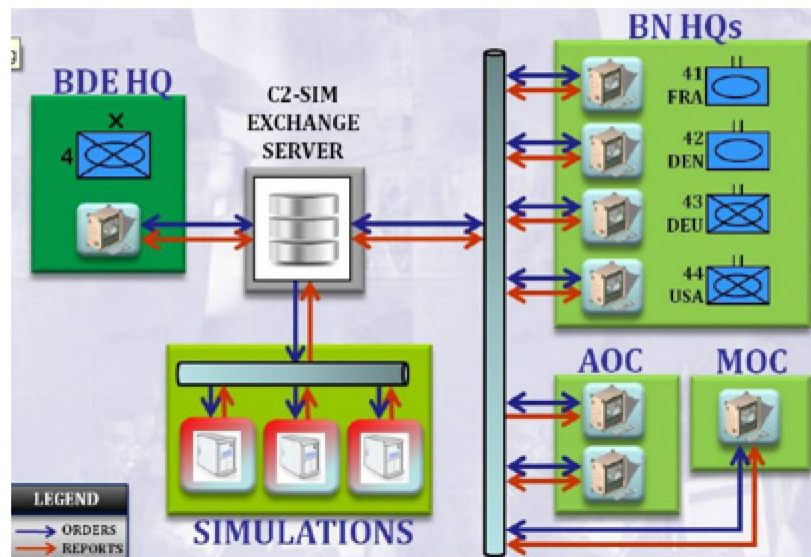 BDE HQ
4
C2-SIM
EXCHANGE
SERVER
BN HQs
41
FRA
42
DEN
43
DEU
44
USA
AOC
MOC
SIMULATIONS
LEGEND
ORDERS
REPORTS